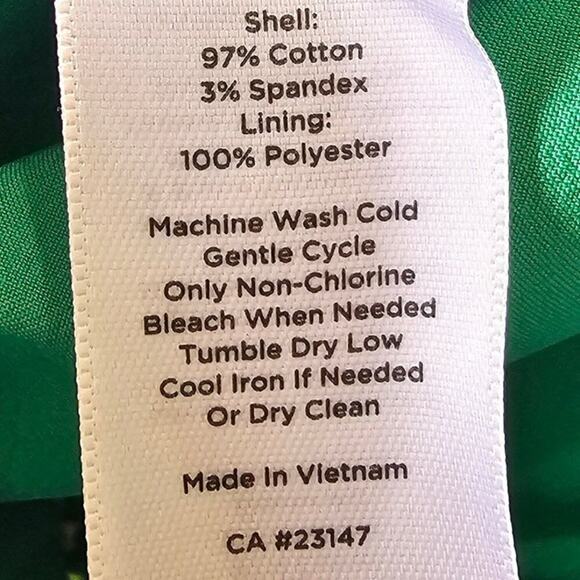 Shell:
97% Cotton
3% Spandex
Lining:
100% Polyester
Machine Wash Cold
Gentle Cycle
Only Non-Chlorine
Bleach When Needed
Tumble Dry Low
Cool Iron If Needed
Or Dry Clean
Made In Vietnam
CA #23147